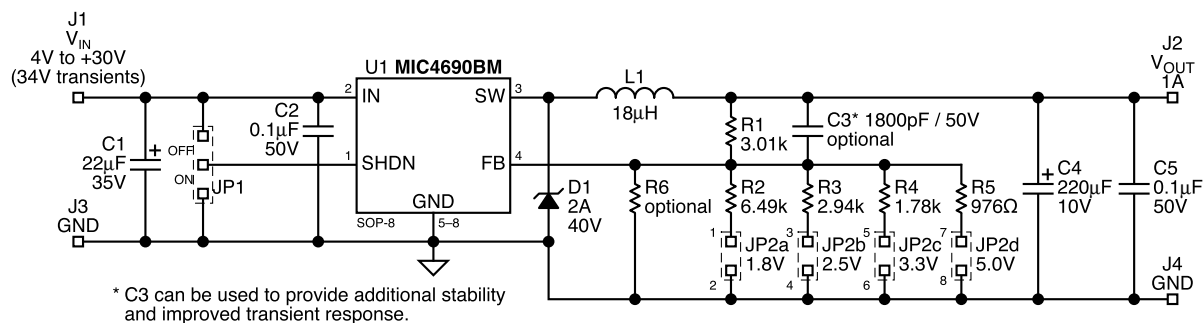 J1
VIN
4V to +30V
(34V transients)
U1 MIC4690BM
2
IN
SW
3
1
SHDN
FB
4
GND
SOP-8
5–8
C1
22µF
35V
+
OFF
ON
JP1
C2
0.1µF
50V
J3
GND
L1
18µH
D1
2A
40V
R1
3.01k
C3* 1800pF / 50V
optional
R6
optional
R2
6.49k
R3
2.94k
R4
1.78k
R5
976Ω
1
JP2a
1.8V
2
3
JP2b
2.5V
4
5
JP2c
3.3V
6
7
JP2d
5.0V
8
+
C4
220µF
10V
C5
0.1µF
50V
J2
VOUT
1A
J4
GND
* C3 can be used to provide additional stability
and improved transient response.